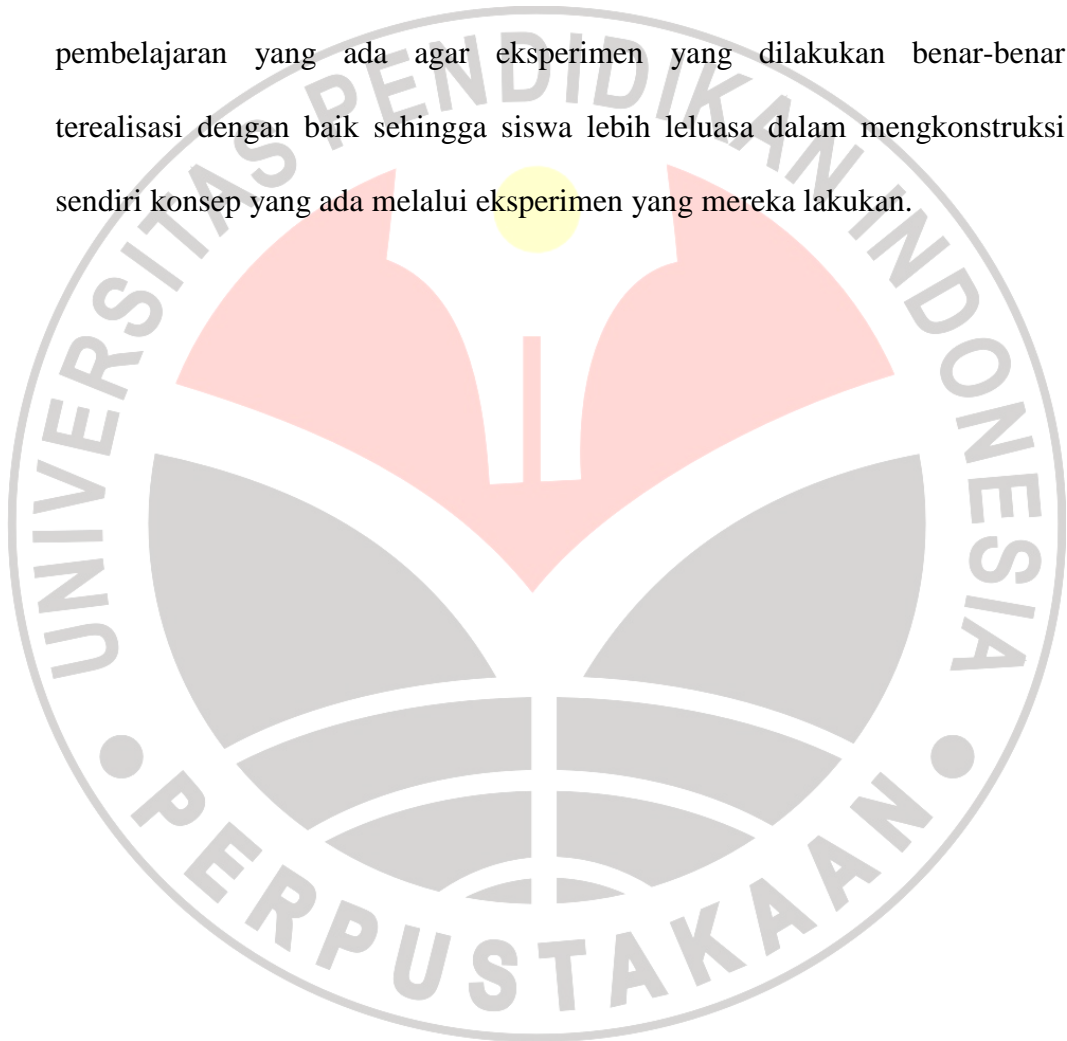 pembelajaran yang ada agar eksperimen yang dilakukan benar-benar
terealisasi dengan baik sehingga siswa lebih leluasa dalam mengkonstruksi
sendiri konsep yang ada melalui eksperimen yang mereka lakukan.
UNIVERSITAS PENDIDIKAN INDONESIA
PERPUSTAKAAN